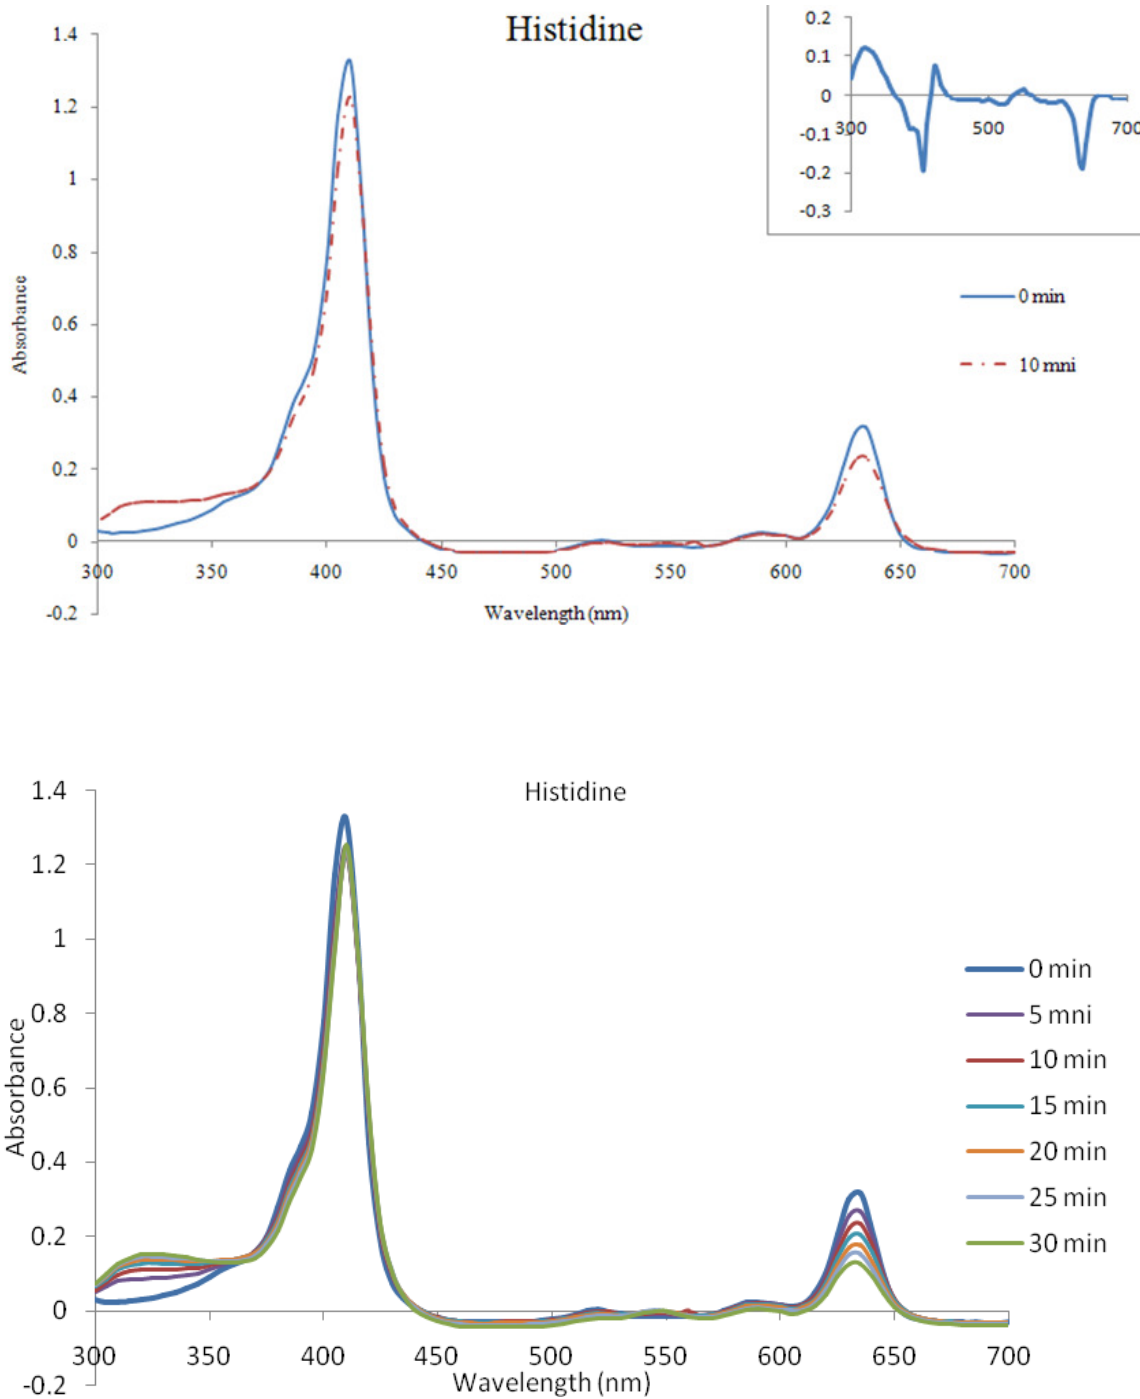 Histidine
1.4
1.2
1
0.8
0.6
0.4
0.2
0
-0.2
Absorbance
300 350 400 450 500 550 600 650 700
Wavelength (nm)
0.2
0.1
0
-0.1
-0.2
-0.3
300 500 700
0 min
10 mni
Histidine
1.4
1.2
1
0.8
0.6
0.4
0.2
0
-0.2
Absorbance
300 350 400 450 500 550 600 650 700
Wavelength (nm)
0 min
5 mni
10 min
15 min
20 min
25 min
30 min